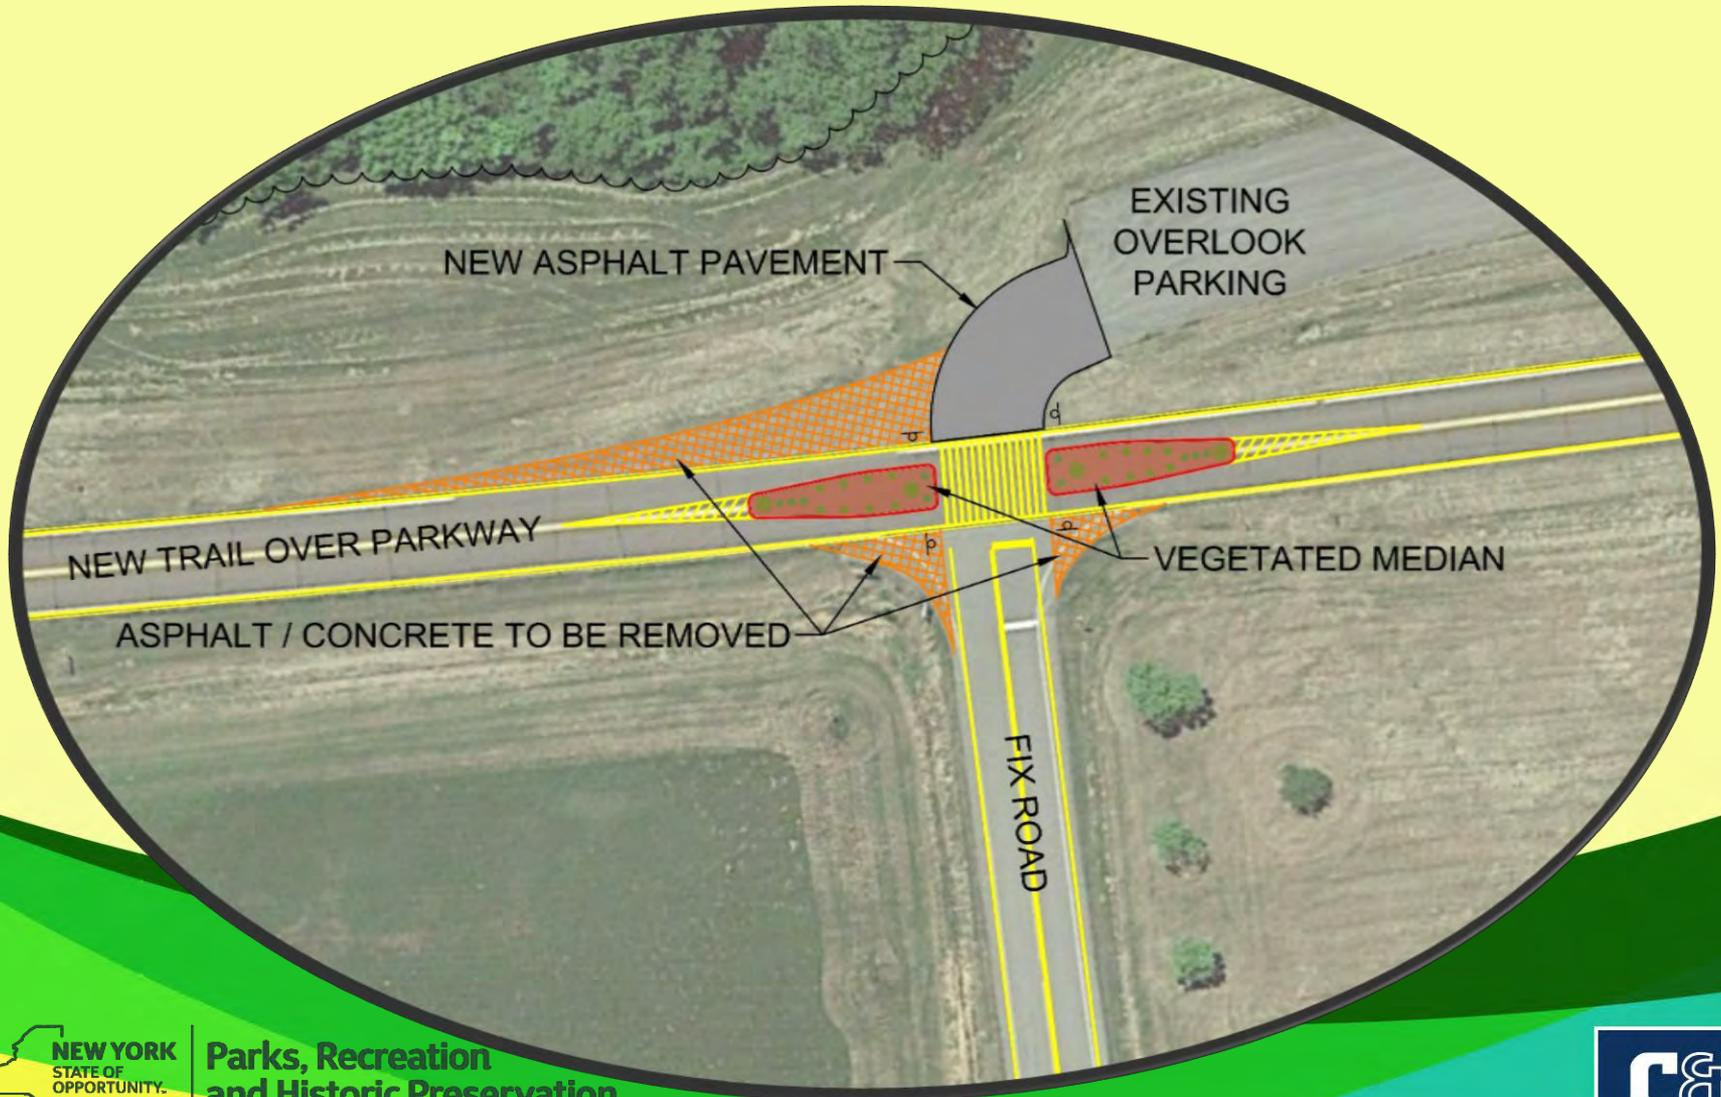 EXISTING
OVERLOOK
PARKING
NEW ASPHALT PAVEMENT
NEW TRAIL OVER PARKWAY
VEGETATED MEDIAN
ASPHALT / CONCRETE TO BE REMOVED
FIX ROAD
NEW YORK
STATE OF
OPPORTUNITY.
Parks, Recreation
and Historic Preservation